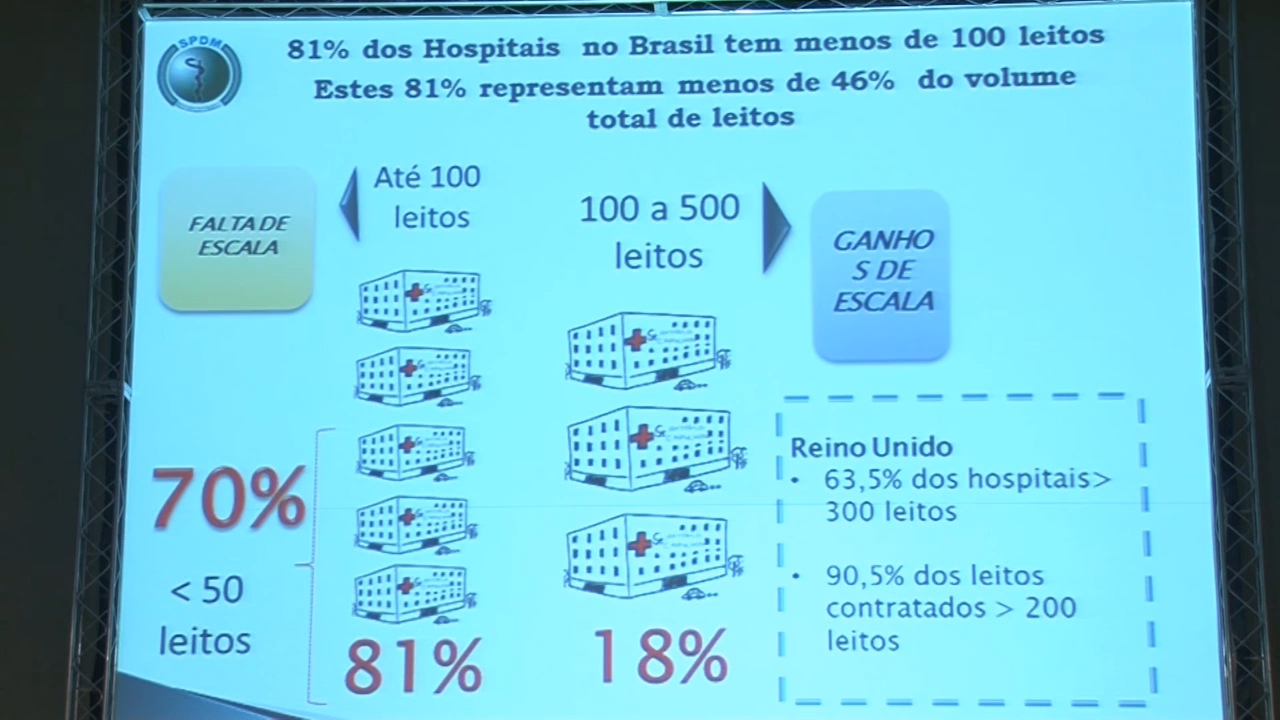 SPDM
81% dos Hospitais no Brasil tem menos de 100 leitos
Estes 81% representam menos de 46% do volume
total de leitos
FALTA DE
ESCALA
Até 100
leitos
100 a 500
leitos
GANHO
S DE
ESCALA
70%
< 50
leitos
81%
18%
Reino Unido
• 63,5% dos hospitais>
300 leitos
• 90,5% dos leitos
contratados > 200
leitos